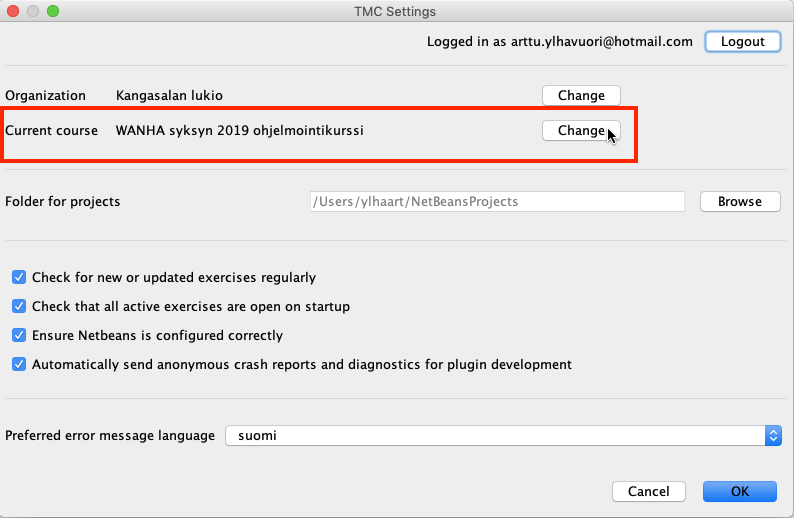 TMC Settings
Logged in as arttu.ylhavuori@hotmail.com Logout
Organization Kangasalan lukio Change
Current course WANHA syksyn 2019 ohjelmointikurssi Change
Folder for projects /Users/ylhaart/NetBeansProjects Browse
Check for new or updated exercises regularly
Check that all active exercises are open on startup
Ensure Netbeans is configured correctly
Automatically send anonymous crash reports and diagnostics for plugin development
Preferred error message language suomi
Cancel OK